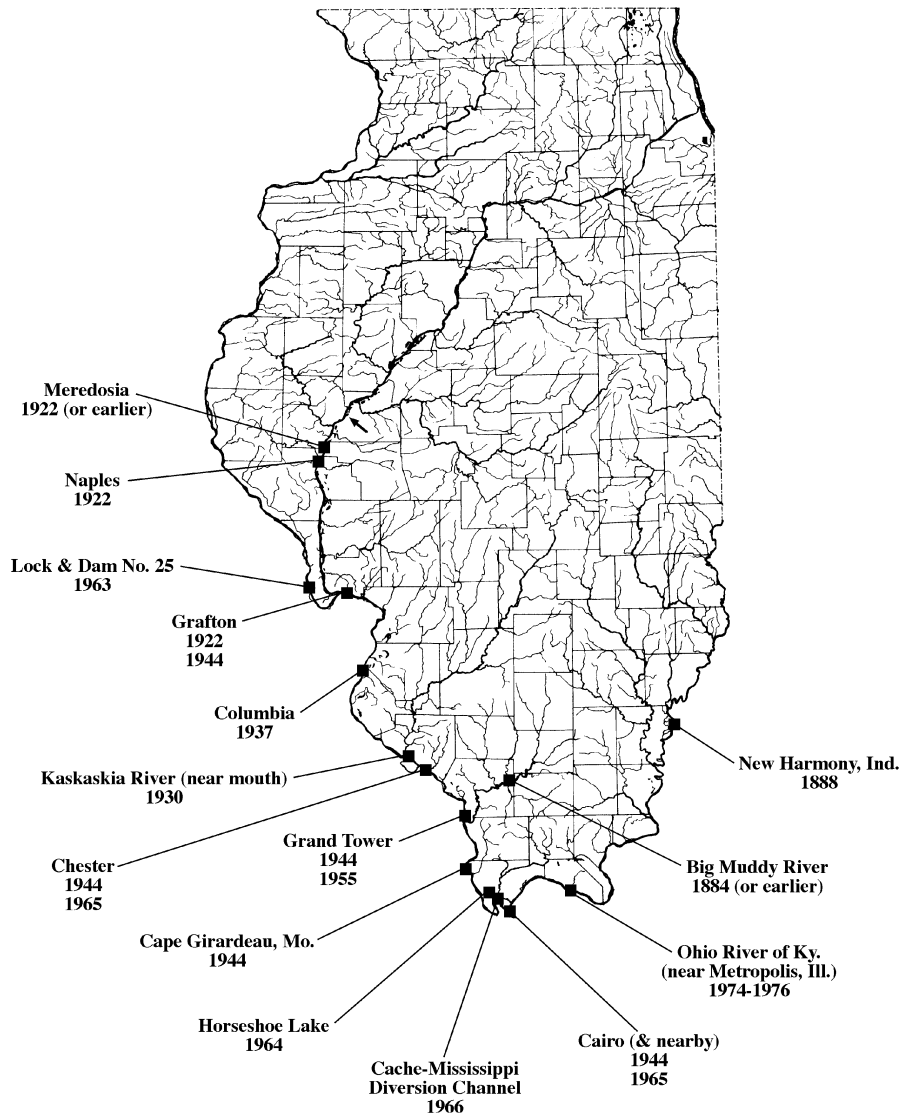 Meredosia
1922 (or earlier)
Naples
1922
Lock & Dam No. 25
1963
Grafton
1922
1944
Columbia
1937
New Harmony, Ind.
1888
Kaskaskia River (near mouth)
1930
Grand Tower
1944
1955
Chester
1944
1965
Big Muddy River
1884 (or earlier)
Cape Girardeau, Mo.
1944
Ohio River of Ky.
(near Metropolis, Ill.)
1974-1976
Horseshoe Lake
1964
Cairo (& nearby)
1944
1965
Cache-Mississippi
Diversion Channel
1966